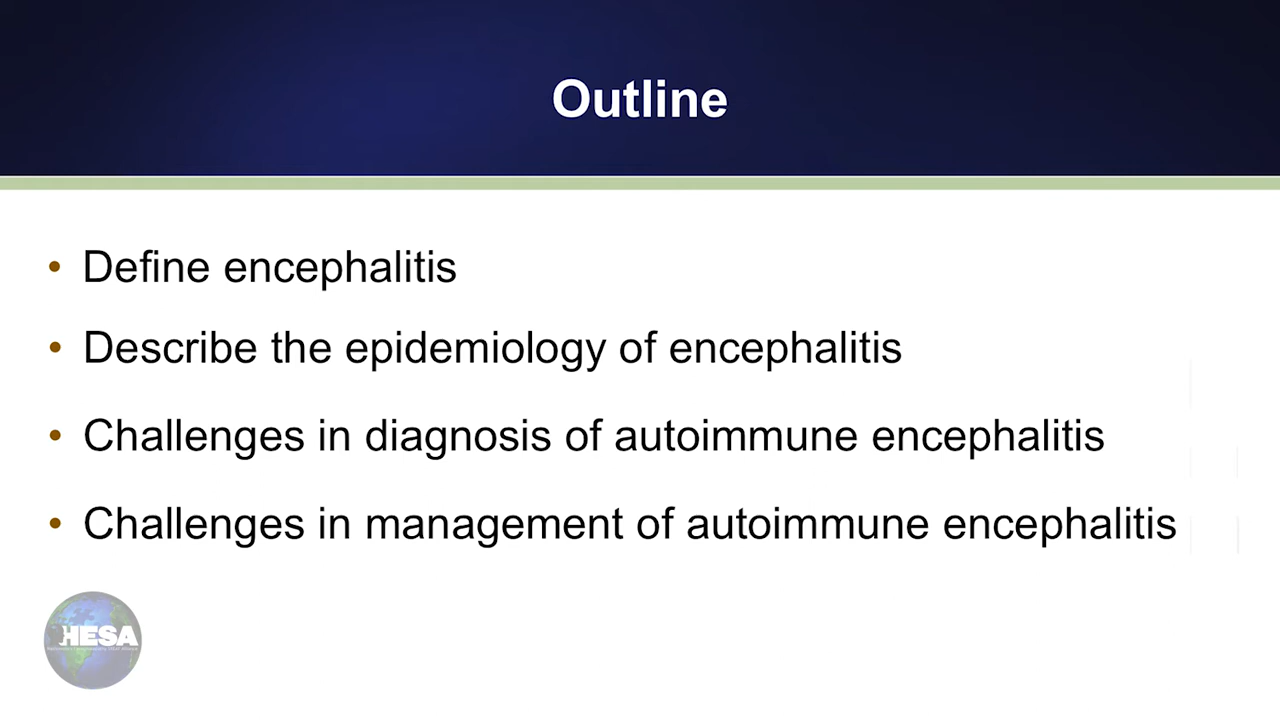 Outline
• Define encephalitis
• Describe the epidemiology of encephalitis
• Challenges in diagnosis of autoimmune encephalitis
• Challenges in management of autoimmune encephalitis
HESA